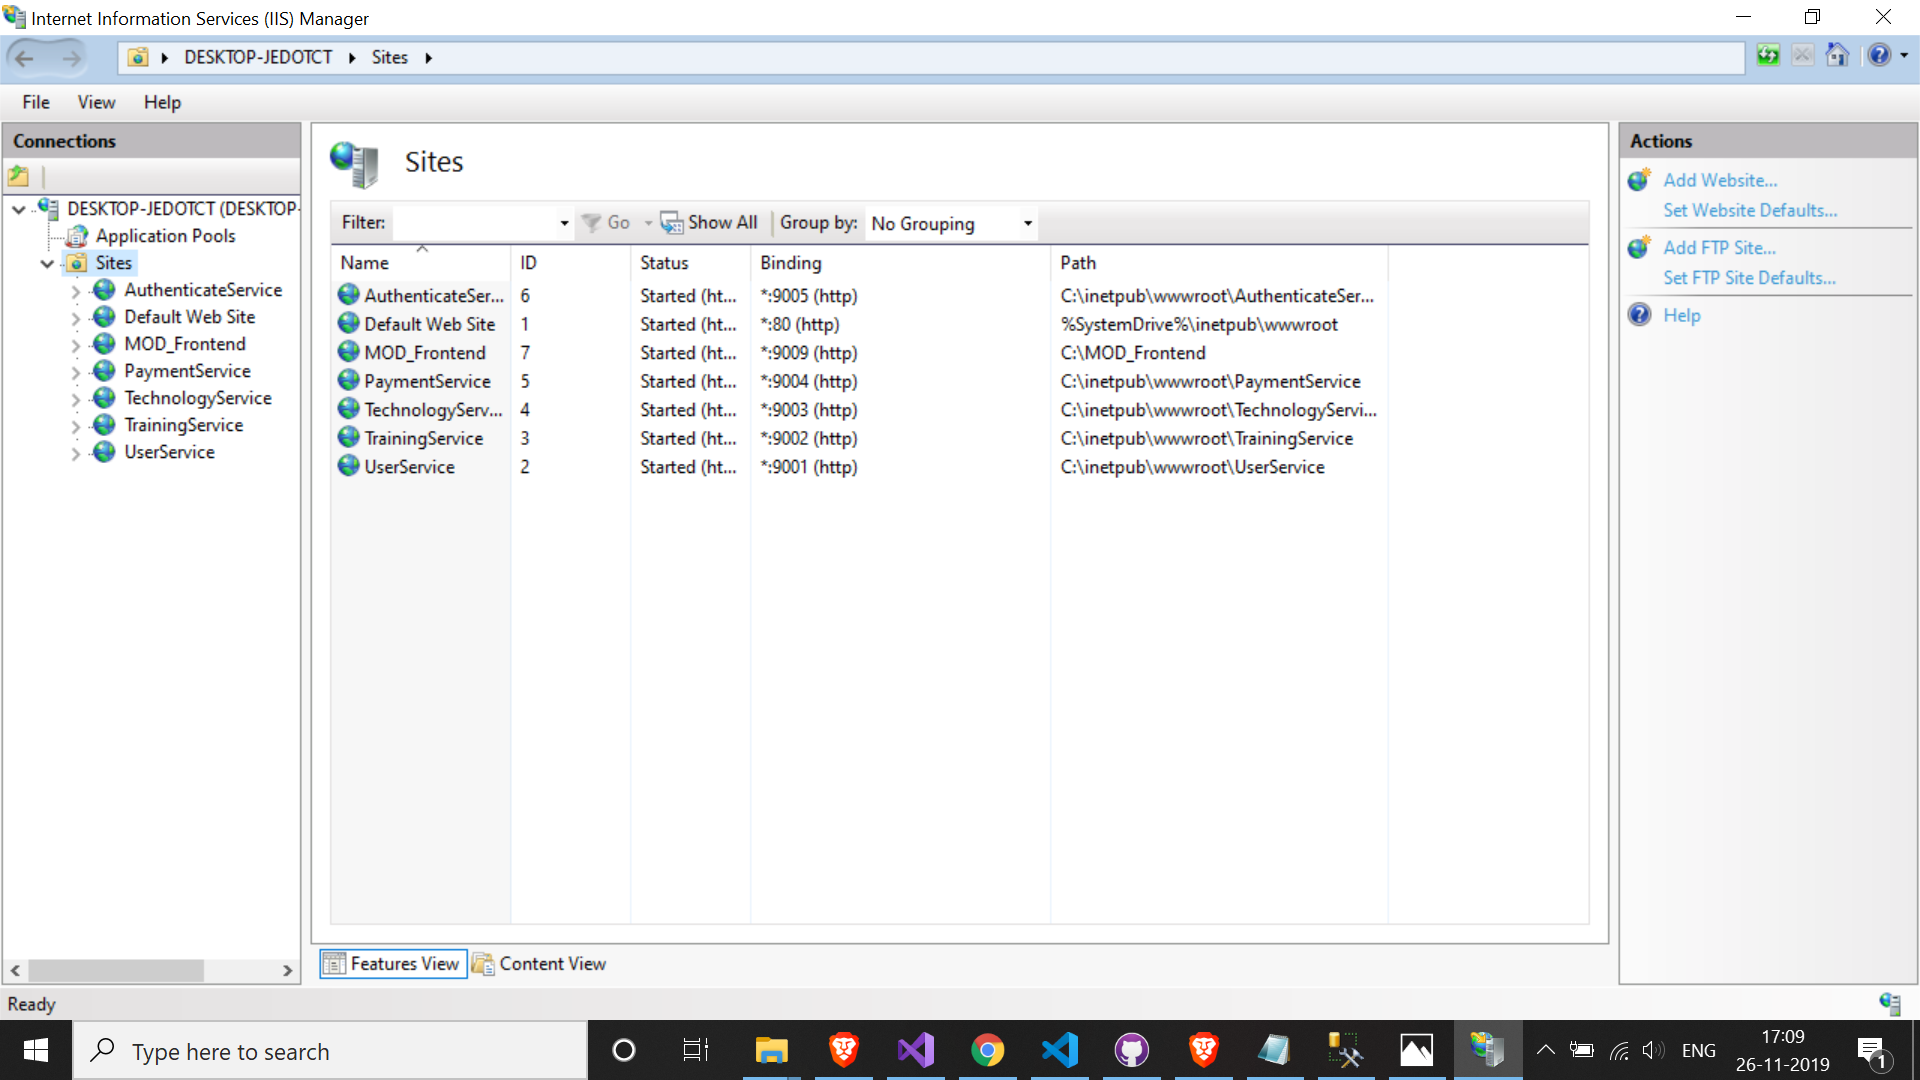 Internet Information Services (IIS) Manager
DESKTOP-JEDOTCT Sites
File View Help
Connections
DESKTOP-JEDOTCT (DESKTOP-
Application Pools
Sites
AuthenticateService
Default Web Site
MOD_Frontend
PaymentService
TechnologyService
TrainingService
UserService
Sites
Filter: Go Show All Group by: No Grouping
Name ID Status Binding Path
AuthenticateSer... 6 Started (ht... *:9005 (http) C:\inetpub\wwwroot\AuthenticateSer...
Default Web Site 1 Started (ht... *:80 (http) %SystemDrive%\inetpub\wwwroot
MOD_Frontend 7 Started (ht... *:9009 (http) C:\MOD_Frontend
PaymentService 5 Started (ht... *:9004 (http) C:\inetpub\wwwroot\PaymentService
TechnologyServ... 4 Started (ht... *:9003 (http) C:\inetpub\wwwroot\TechnologyServi...
TrainingService 3 Started (ht... *:9002 (http) C:\inetpub\wwwroot\TrainingService
UserService 2 Started (ht... *:9001 (http) C:\inetpub\wwwroot\UserService
Features View Content View
Actions
Add Website...
Set Website Defaults...
Add FTP Site...
Set FTP Site Defaults...
Help
Ready
Type here to search
ENG
17:09
26-11-2019
1